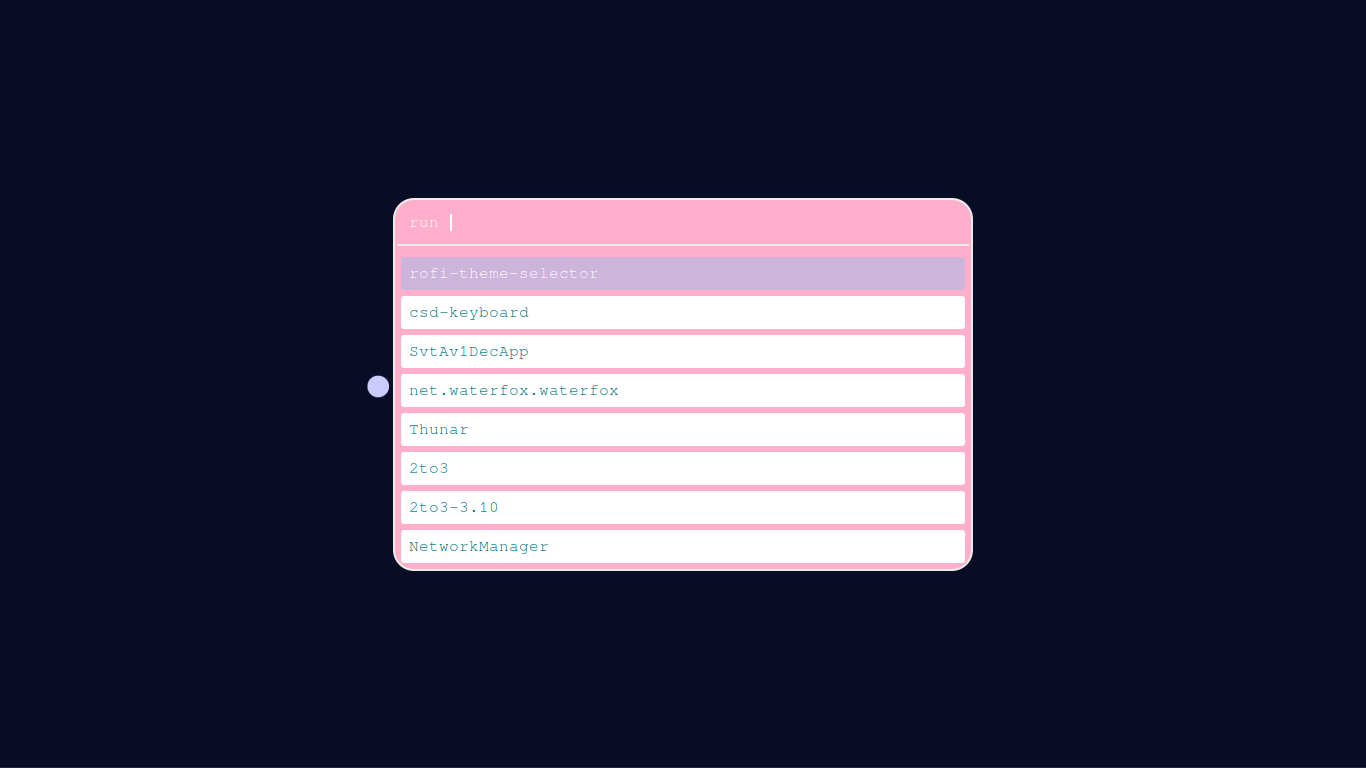 run
rofi-theme-selector
csd-keyboard
SvtAv1DecApp
net.waterfox.waterfox
Thunar
2to3
2to3-3.10
NetworkManager